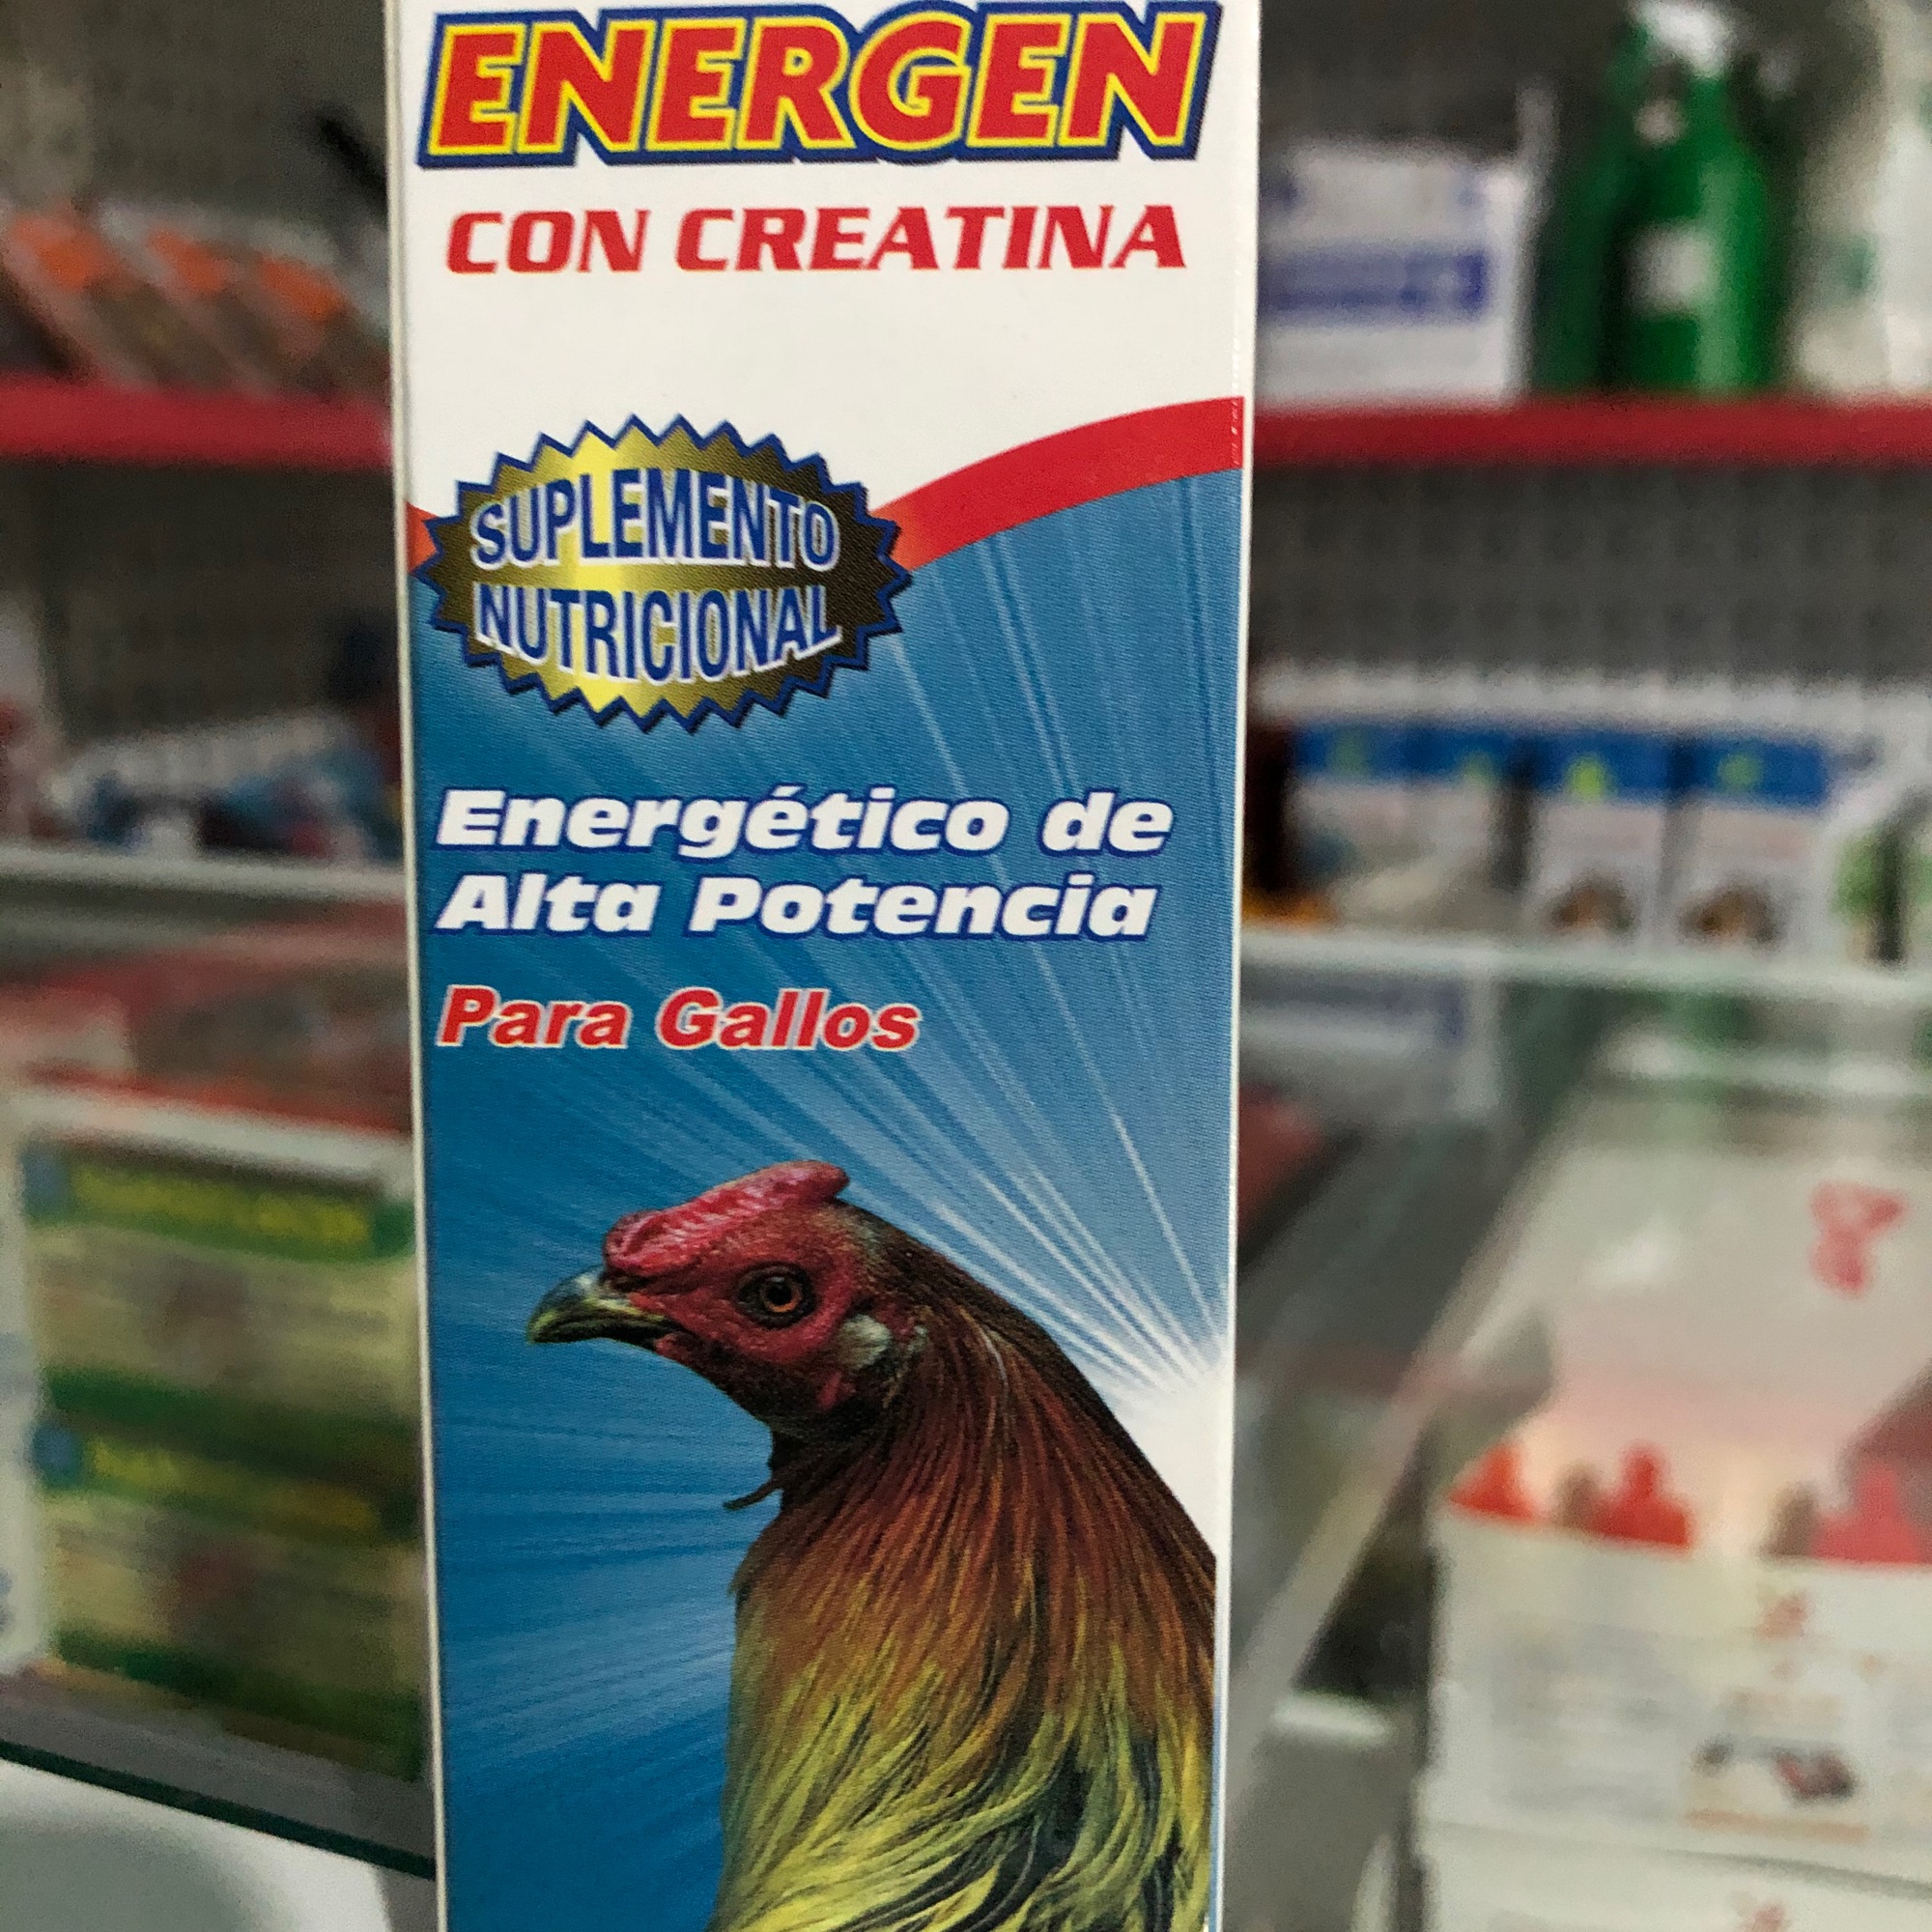 ENERGEN
CON CREATINA
SUPLEMENTO
NUTRICIONAL
Energético de
Alta Potencia
Para Gallos